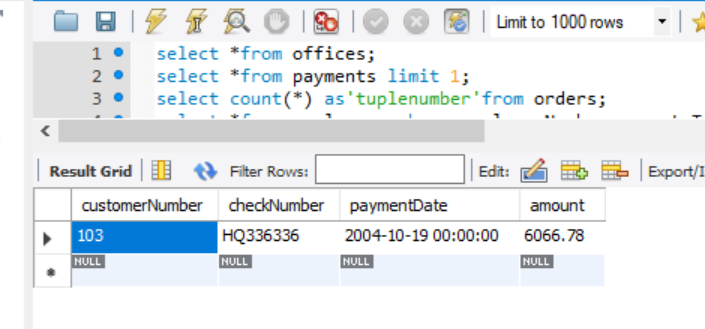 Limit to 1000 rows
1 select *from offices;
2 select *from payments limit 1;
3 select count(*) as'tuplenumber'from orders;
Result Grid Filter Rows: Edit: Export/I
customerNumber checkNumber paymentDate amount
103 HQ336336 2004-10-19 00:00:00 6066.78
NULL NULL NULL NULL